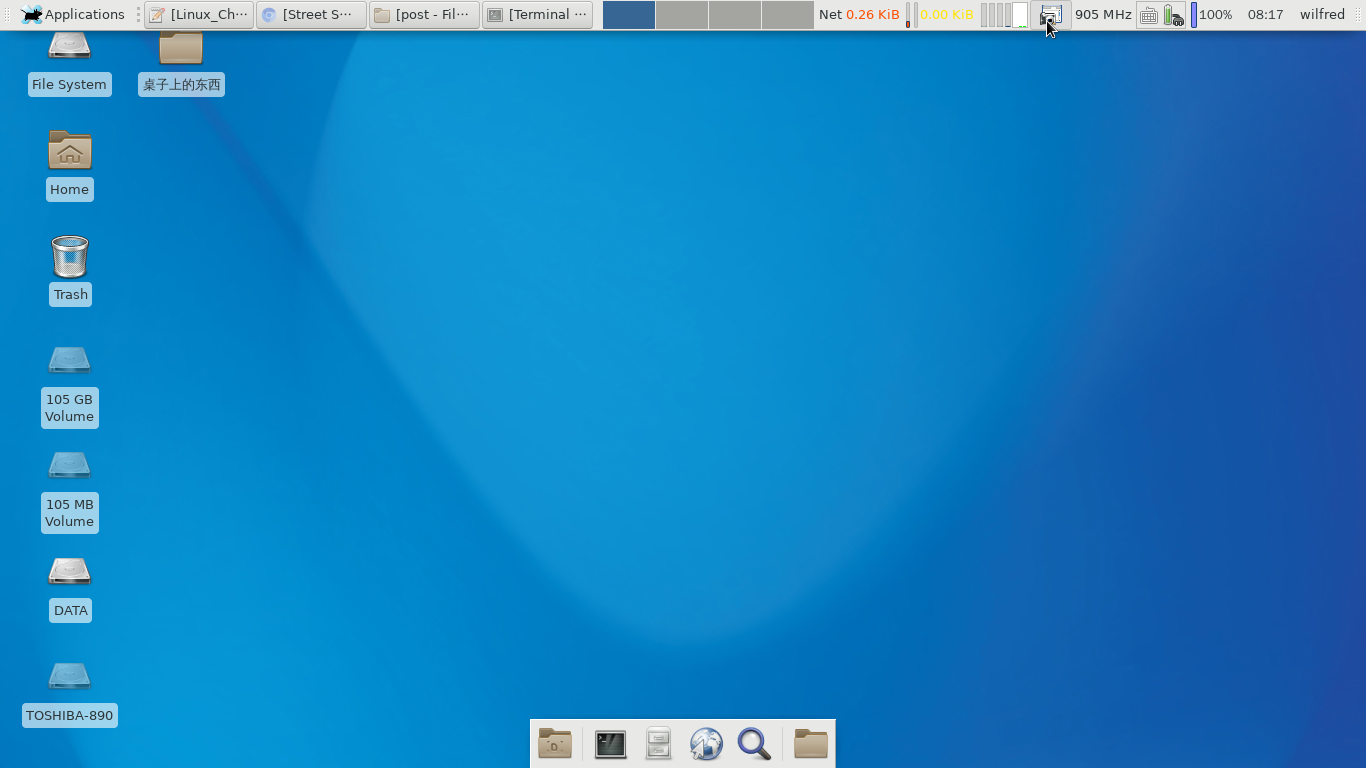 Applications
[Linux_Ch...
[Street S...
[post - Fil...
[Terminal ...
Net 0.26 KiB
0.00 KiB
905 MHz
100%
08:17
wilfred
File System
桌子上的东西
Home
Trash
105 GB
Volume
105 MB
Volume
DATA
TOSHIBA-890